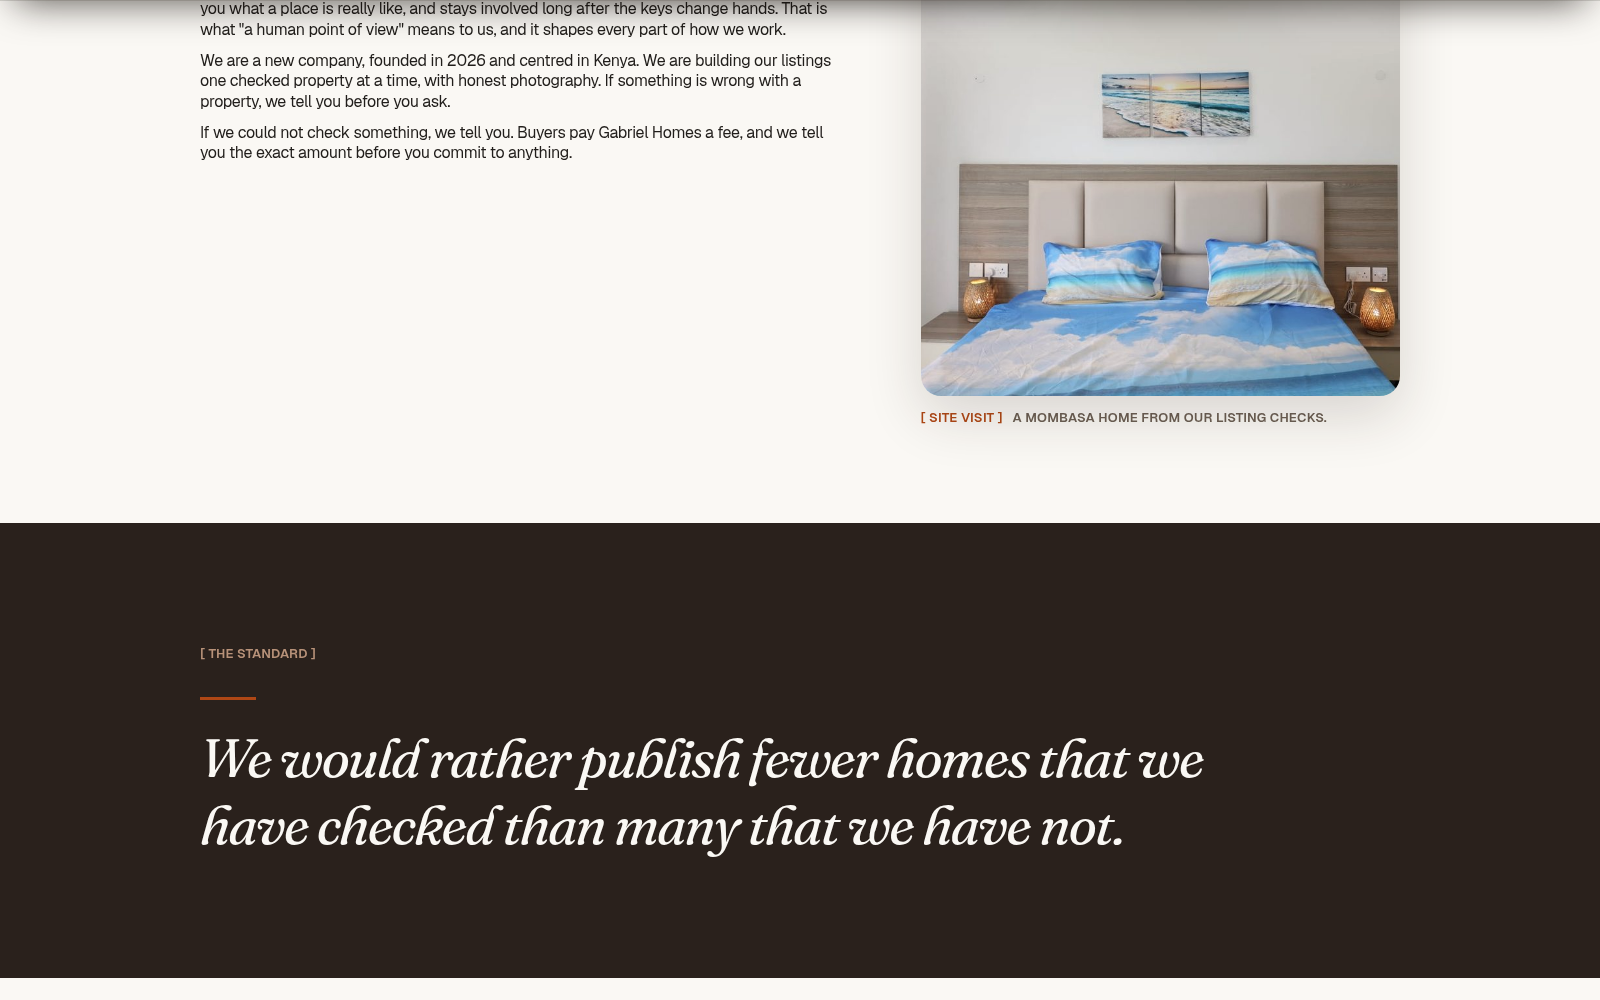 you what a place is really like, and stays involved long after the keys change hands. That is
what "a human point of view" means to us, and it shapes every part of how we work.
We are a new company, founded in 2026 and centred in Kenya. We are building our listings
one checked property at a time, with honest photography. If something is wrong with a
property, we tell you before you ask.
If we could not check something, we tell you. Buyers pay Gabriel Homes a fee, and we tell
you the exact amount before you commit to anything.
[ SITE VISIT ] A MOMBASA HOME FROM OUR LISTING CHECKS.
[ THE STANDARD ]
We would rather publish fewer homes that we
have checked than many that we have not.